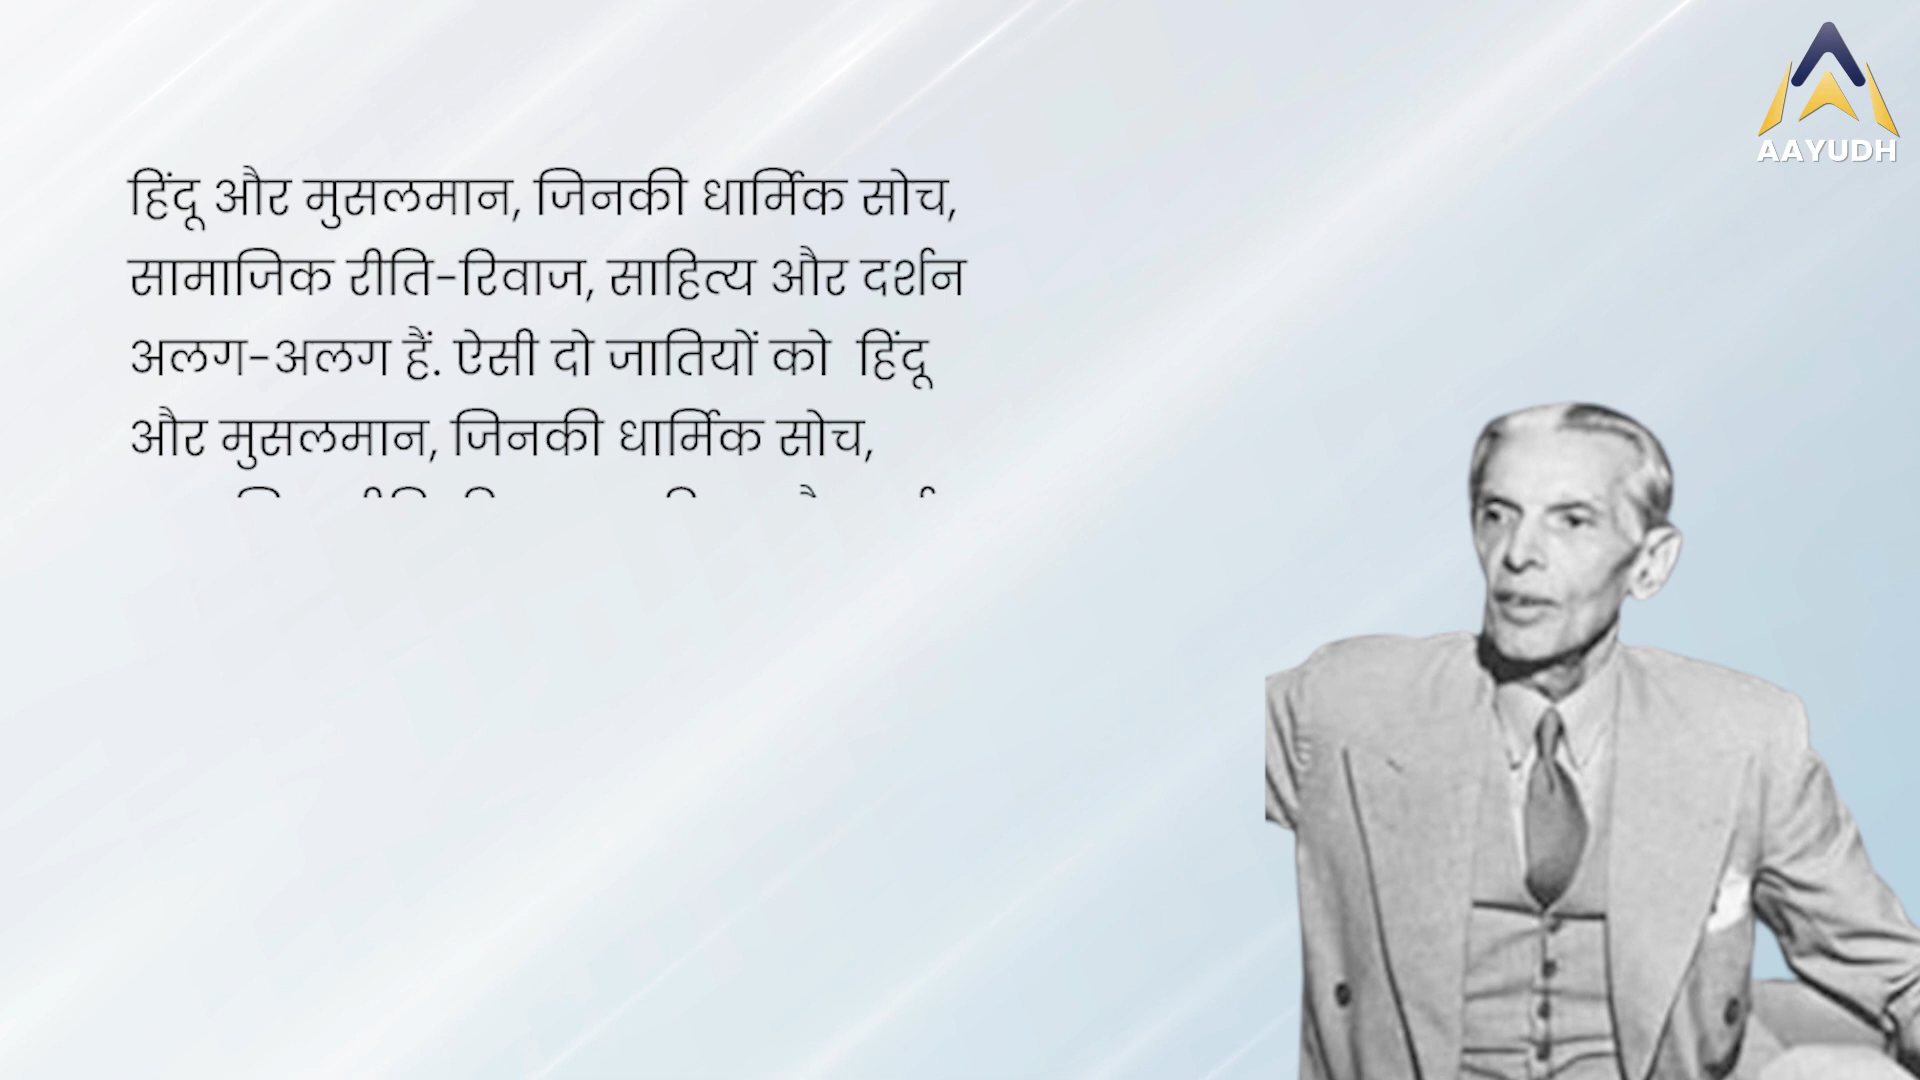 हिंदू और मुसलमान, जिनकी धार्मिक सोच,
सामाजिक रीति-रिवाज, साहित्य और दर्शन
अलग-अलग हैं. ऐसी दो जातियों को हिंदू
और मुसलमान, जिनकी धार्मिक सोच,
AAYUDH